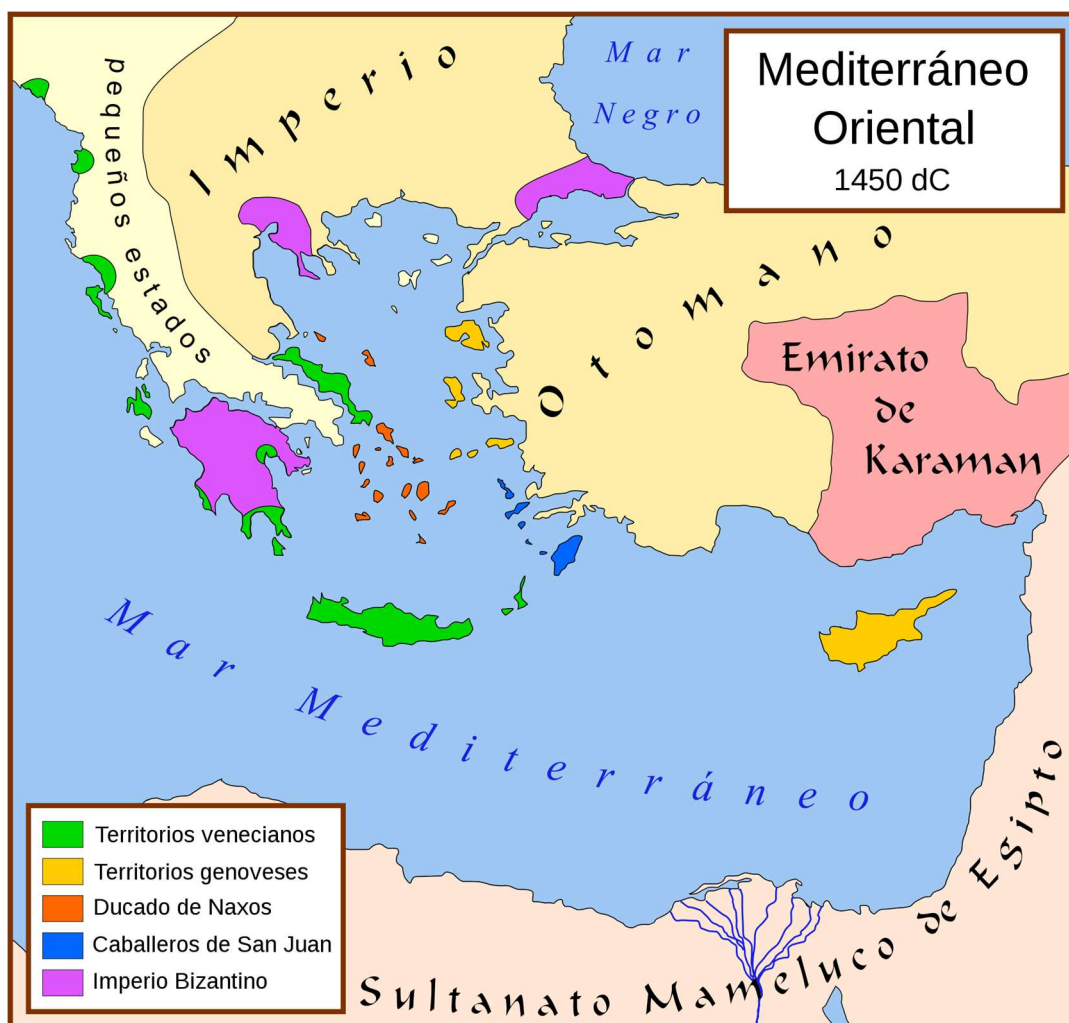 Mediterráneo
Oriental
1450 dC
Mar
Negro
pequeños estados
Imperio
Otomano
Emirato
de
Karaman
Mar Mediterráneo
Sultanato Mameluco de Egipto
Territorios venecianos
Territorios genoveses
Ducado de Naxos
Caballeros de San Juan
Imperio Bizantino